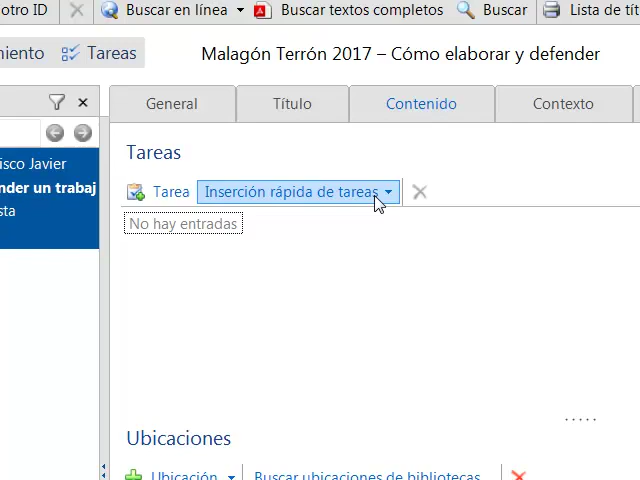 otro ID Buscar en línea Buscar textos completos Buscar Lista de tít
miento Tareas Malagón Terrón 2017 – Cómo elaborar y defender
General Título Contenido Contexto
isco Javier
nder un trabaj
sta
Tareas
Tarea Inserción rápida de tareas
No hay entradas
Ubicaciones
Ubicación Buscar ubicaciones de bibliotecas